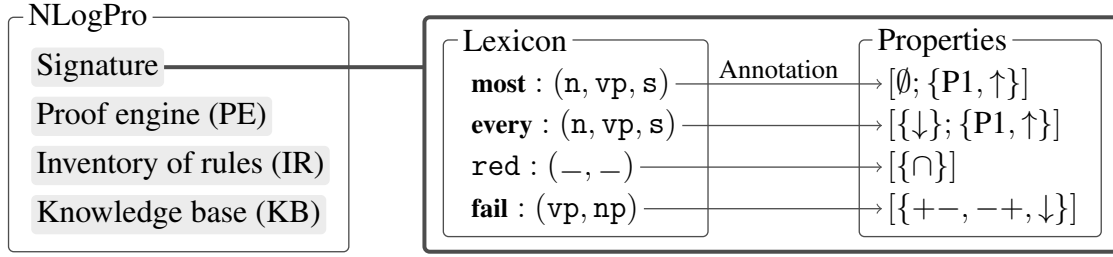 NLogPro
Signature
Proof engine (PE)
Inventory of rules (IR)
Knowledge base (KB)
Lexicon
Annotation
Properties
most : (n, vp, s)
[∅; {P1, ↑}]
every : (n, vp, s)
[{↓}; {P1, ↑}]
red : (_, _)
[{∩}]
fail : (vp, np)
[{+−, −+, ↓}]